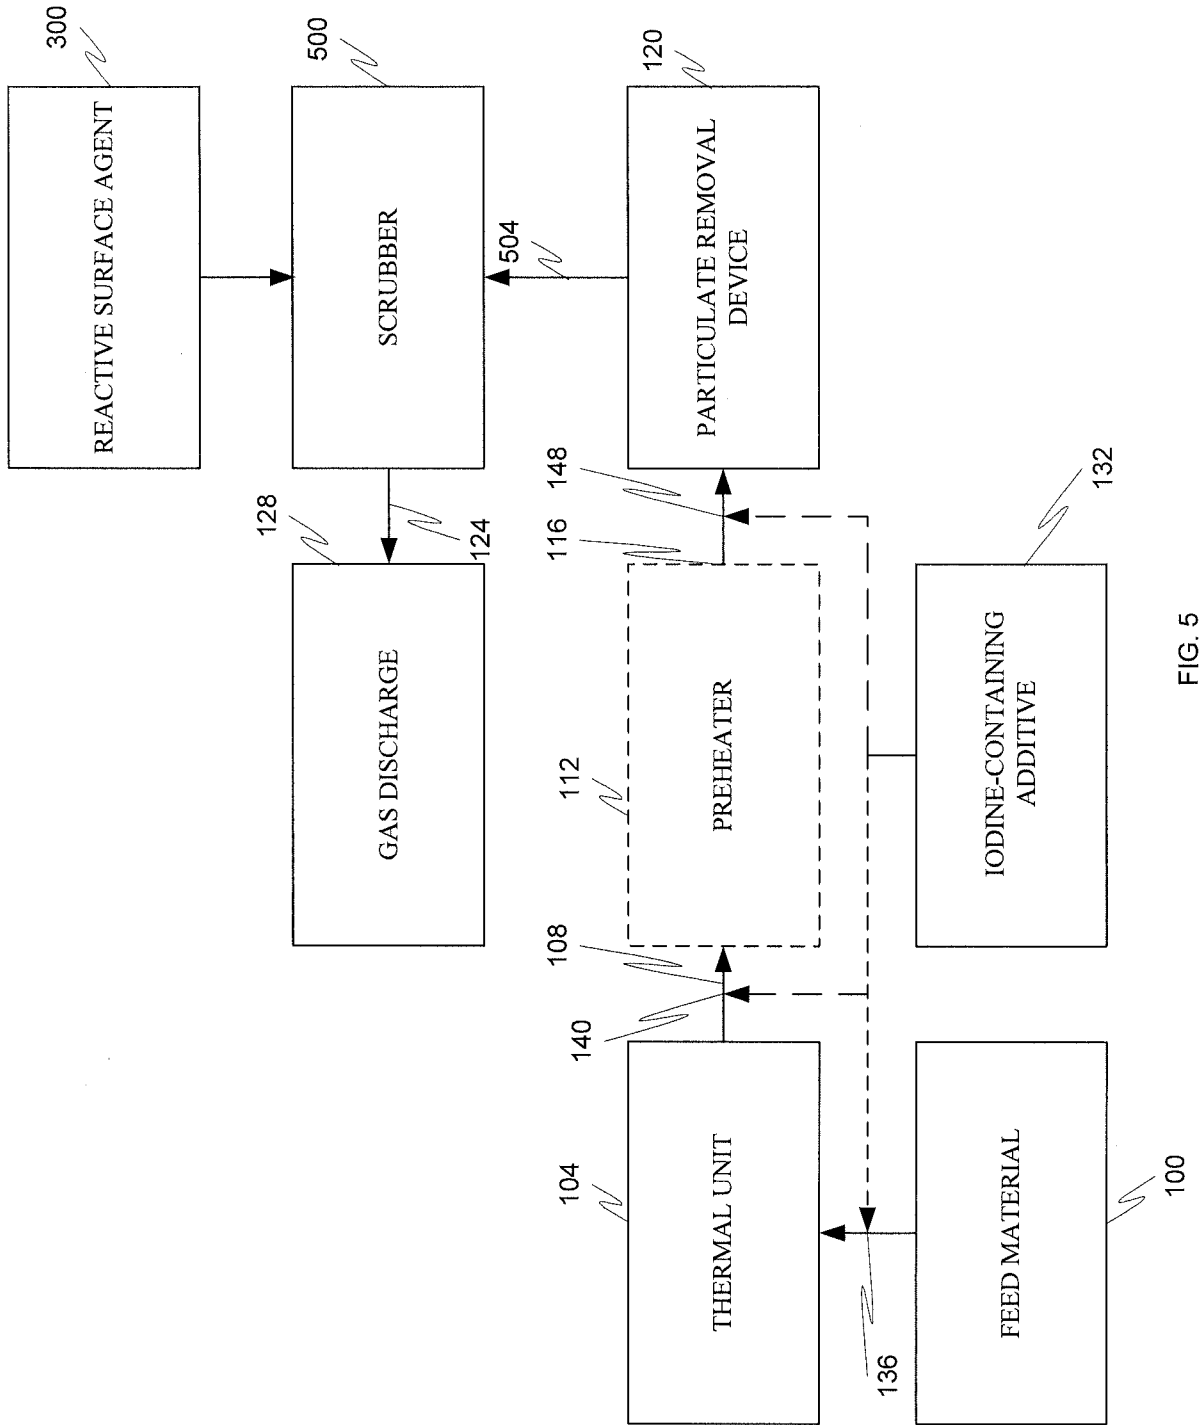 300
REACTIVE SURFACE AGENT
500
SCRUBBER
128
GAS DISCHARGE
124
504
120
PARTICULATE REMOVAL
DEVICE
148
116
112
PREHEATER
108
140
104
THERMAL UNIT
132
IODINE-CONTAINING
ADDITIVE
136
100
FEED MATERIAL
FIG. 5